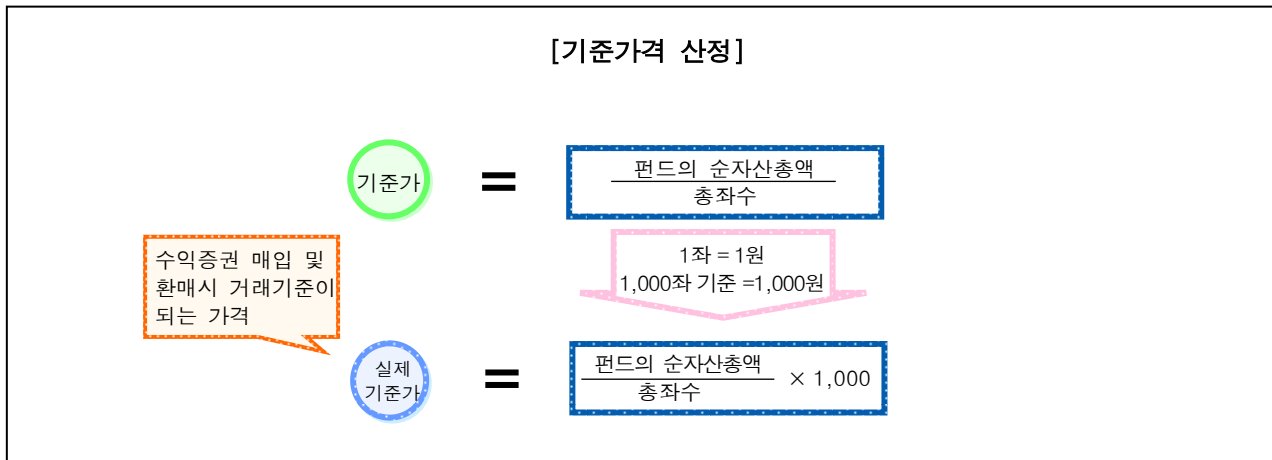 [기준가격 산정]
기준가
=
펀드의 순자산총액
총좌수
1좌 = 1원
1,000좌 기준 =1,000원
수익증권 매입 및
환매시 거래기준이
되는 가격
실제
기준가
=
펀드의 순자산총액
총좌수
× 1,000